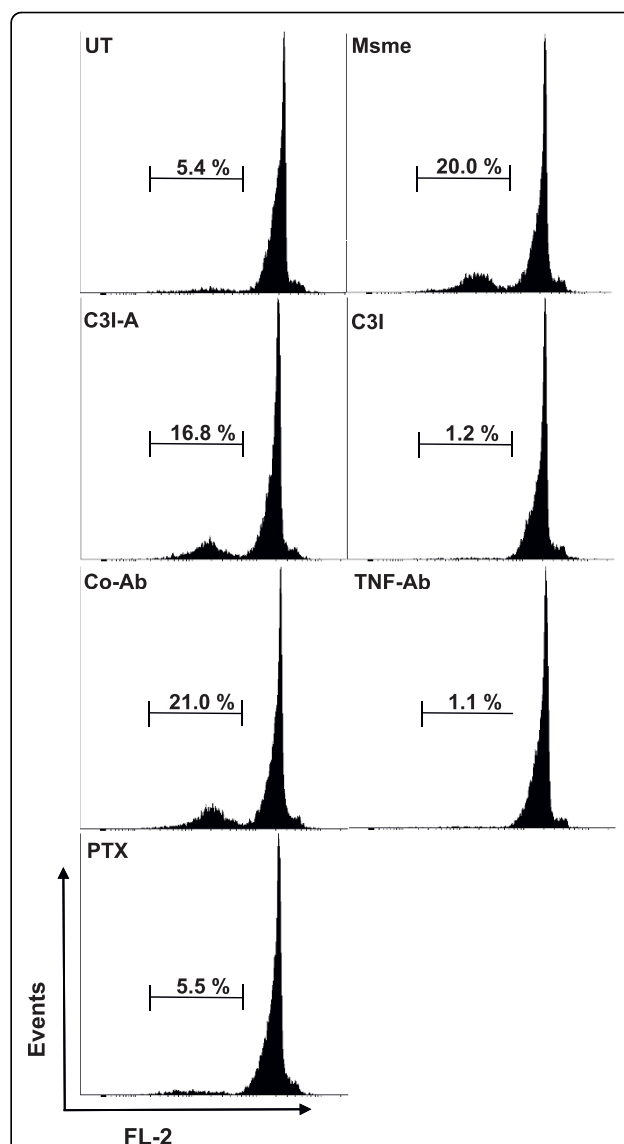 UT
5.4 %
Msme
20.0 %
C3I-A
16.8 %
C3I
1.2 %
Co-Ab
21.0 %
TNF-Ab
1.1 %
PTX
5.5 %
Events
FL-2